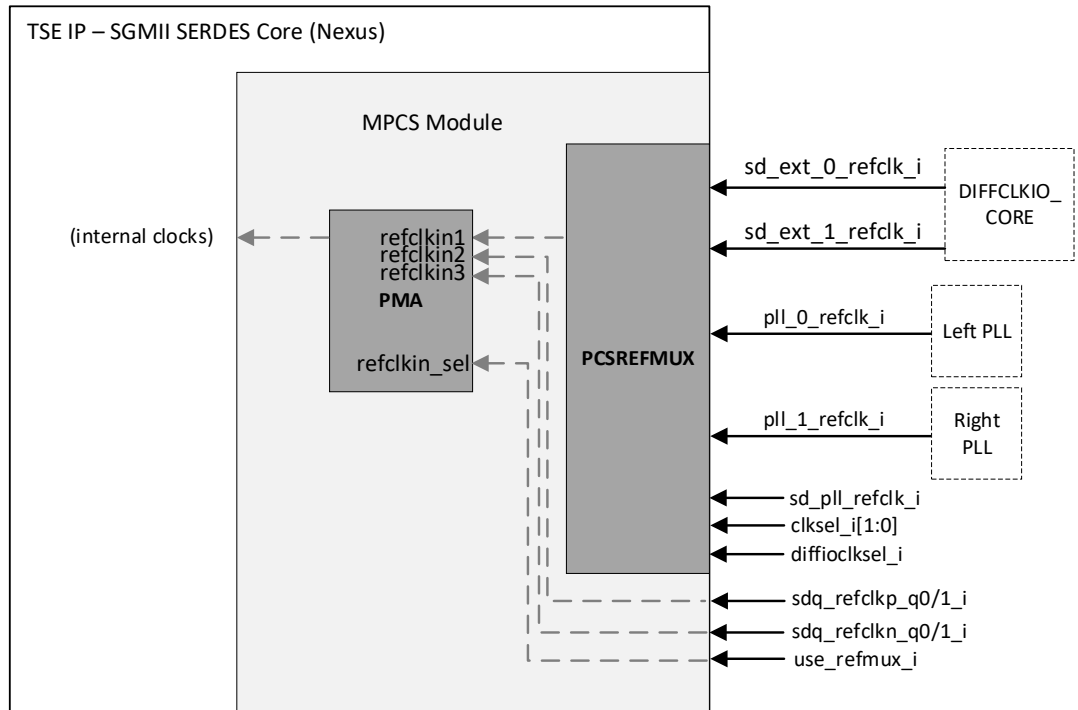 TSE IP – SGMII SERDES Core (Nexus)
MPCS Module
sd_ext_0_refclk_i
DIFFCLKIO_
CORE
sd_ext_1_refclk_i
(internal clocks)
refclkin1
refclkin2
refclkin3
PMA
refclkin_sel
PCSREFMUX
pll_0_refclk_i
Left PLL
pll_1_refclk_i
Right
PLL
sd_pll_refclk_i
clksel_i[1:0]
diffioclksel_i
sdq_refclkp_q0/1_i
sdq_refclkn_q0/1_i
use_refmux_i